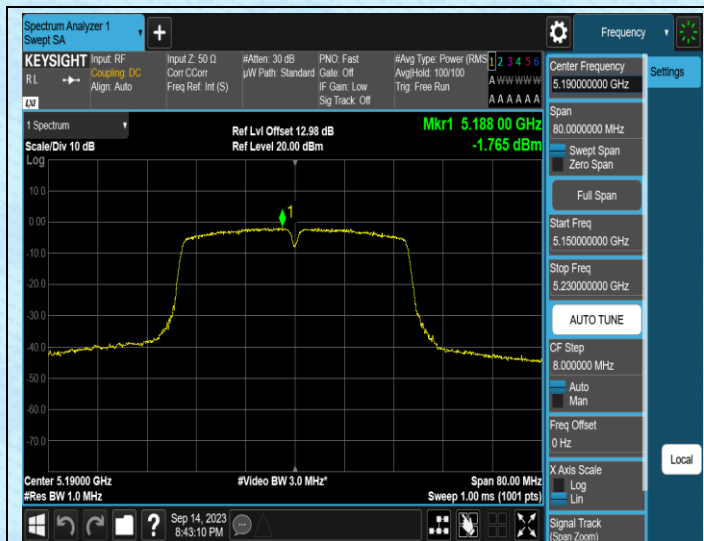 Spectrum Analyzer 1
Swept SA
+
Frequency
KEYSIGHT
RL
LXI
Input: RF
Coupling: DC
Align: Auto
Input Z: 50 Ω
Corr CCorr
Freq Ref: Int (S)
#Atten: 30 dB
µW Path: Standard
PNO: Fast
Gate: Off
IF Gain: Low
Sig Track: Off
#Avg Type: Power (RMS
Avg|Hold: 100/100
Trig: Free Run
1 2 3 4 5 6
A W W W W W
A A A A A A
1 Spectrum
Scale/Div 10 dB
Log
Ref Lvl Offset 12.98 dB
Ref Level 20.00 dBm
Mkr1 5.188 00 GHz
-1.765 dBm
10.0
0.00
-10.0
-20.0
-30.0
-40.0
-50.0
-60.0
-70.0
1
Center 5.19000 GHz
#Res BW 1.0 MHz
#Video BW 3.0 MHz*
Span 80.00 MHz
Sweep 1.00 ms (1001 pts)
Center Frequency
5.190000000 GHz
Settings
Span
80.0000000 MHz
Swept Span
Zero Span
Full Span
Start Freq
5.150000000 GHz
Stop Freq
5.230000000 GHz
AUTO TUNE
CF Step
8.000000 MHz
Auto
Man
Freq Offset
0 Hz
X Axis Scale
Log
Lin
Local
Signal Track
(Span Zoom)
?
Sep 14, 2023
8:43:10 PM